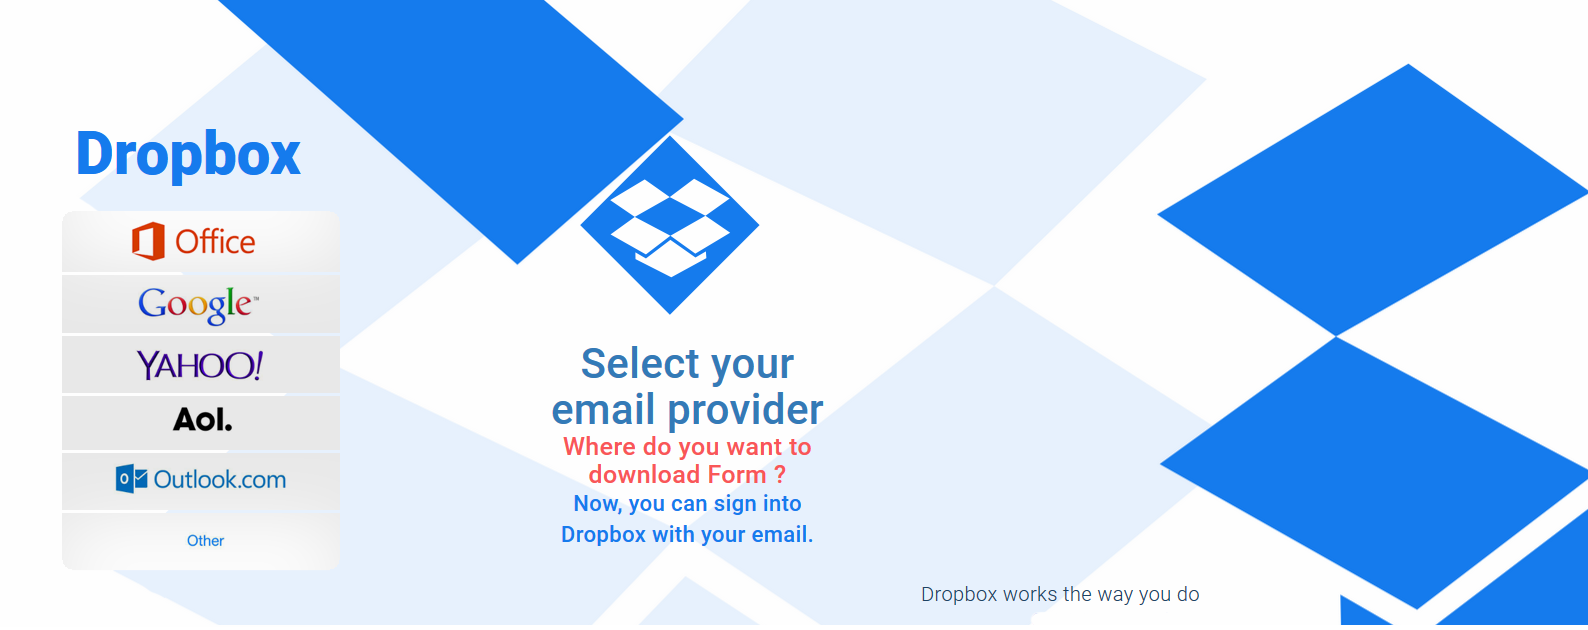 Dropbox
Office
Google™
YAHOO!
Aol.
Outlook.com
Other
Select your
email provider
Where do you want to
download Form ?
Now, you can sign into
Dropbox with your email.
Dropbox works the way you do